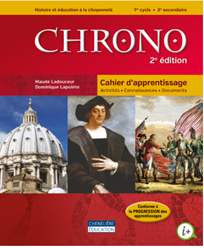 Histoire et éducation à la citoyenneté 1er cycle • 2e secondaire
CHRONO
2e édition
Maude Ladouceur
Dominique Lapointe
Cahier d'apprentissage
Activités • Connaissances • Documents
Conforme à
la PROGRESSION des
apprentissages
CHENELIÈRE
ÉDUCATION
i+